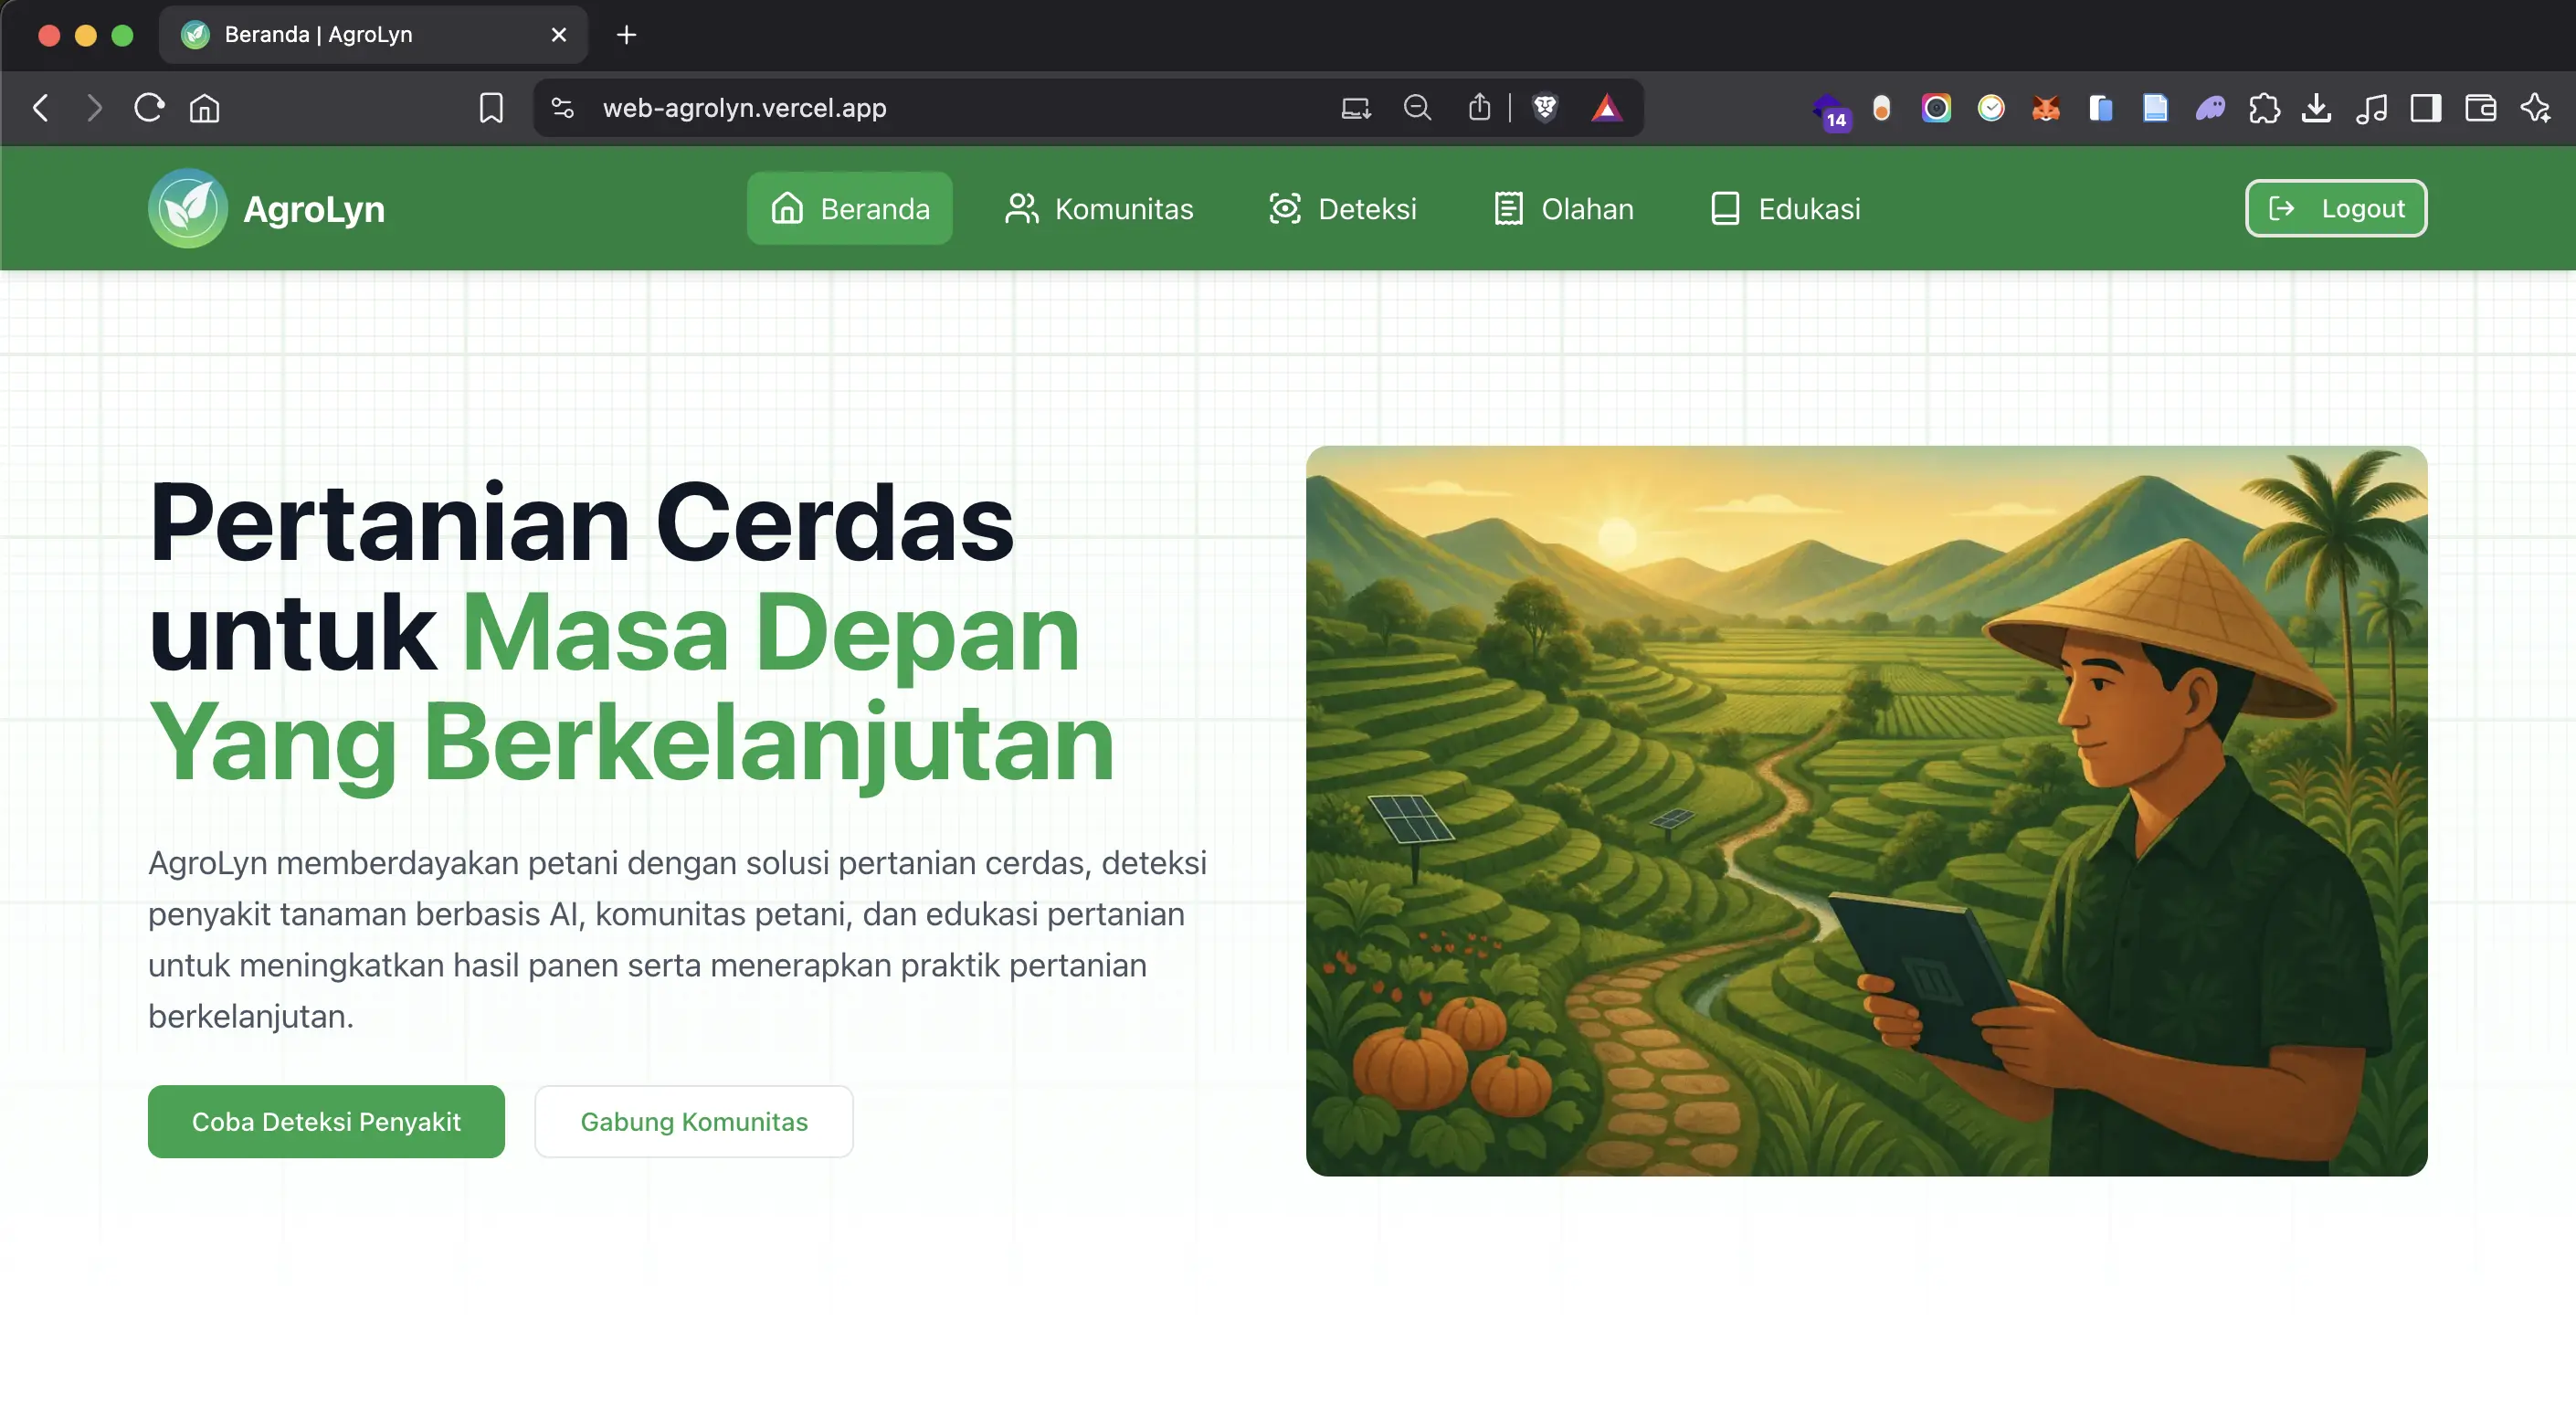 Beranda | AgroLyn
web-agrolyn.vercel.app
14
AgroLyn
Beranda
Komunitas
Deteksi
Olahan
Edukasi
Logout
Pertanian Cerdas
untuk Masa Depan
Yang Berkelanjutan
AgroLyn memberdayakan petani dengan solusi pertanian cerdas, deteksi
penyakit tanaman berbasis AI, komunitas petani, dan edukasi pertanian
untuk meningkatkan hasil panen serta menerapkan praktik pertanian
berkelanjutan.
Coba Deteksi Penyakit
Gabung Komunitas